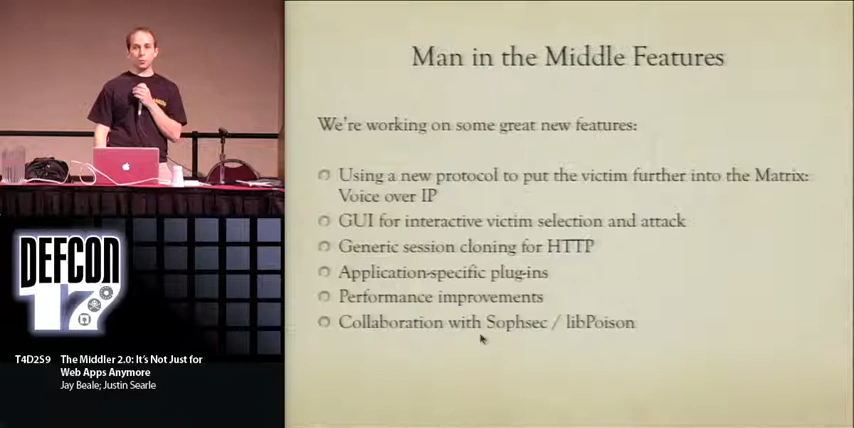 Man in the Middle Features
We're working on some great new features:
Using a new protocol to put the victim further into the Matrix:
Voice over IP
GUI for interactive victim selection and attack
Generic session cloning for HTTP
Application-specific plug-ins
Performance improvements
Collaboration with Sophsec / libPoison
DEFCON
17
T4D2S9 The Middler 2.0: It's Not Just for
Web Apps Anymore
Jay Beale; Justin Searle